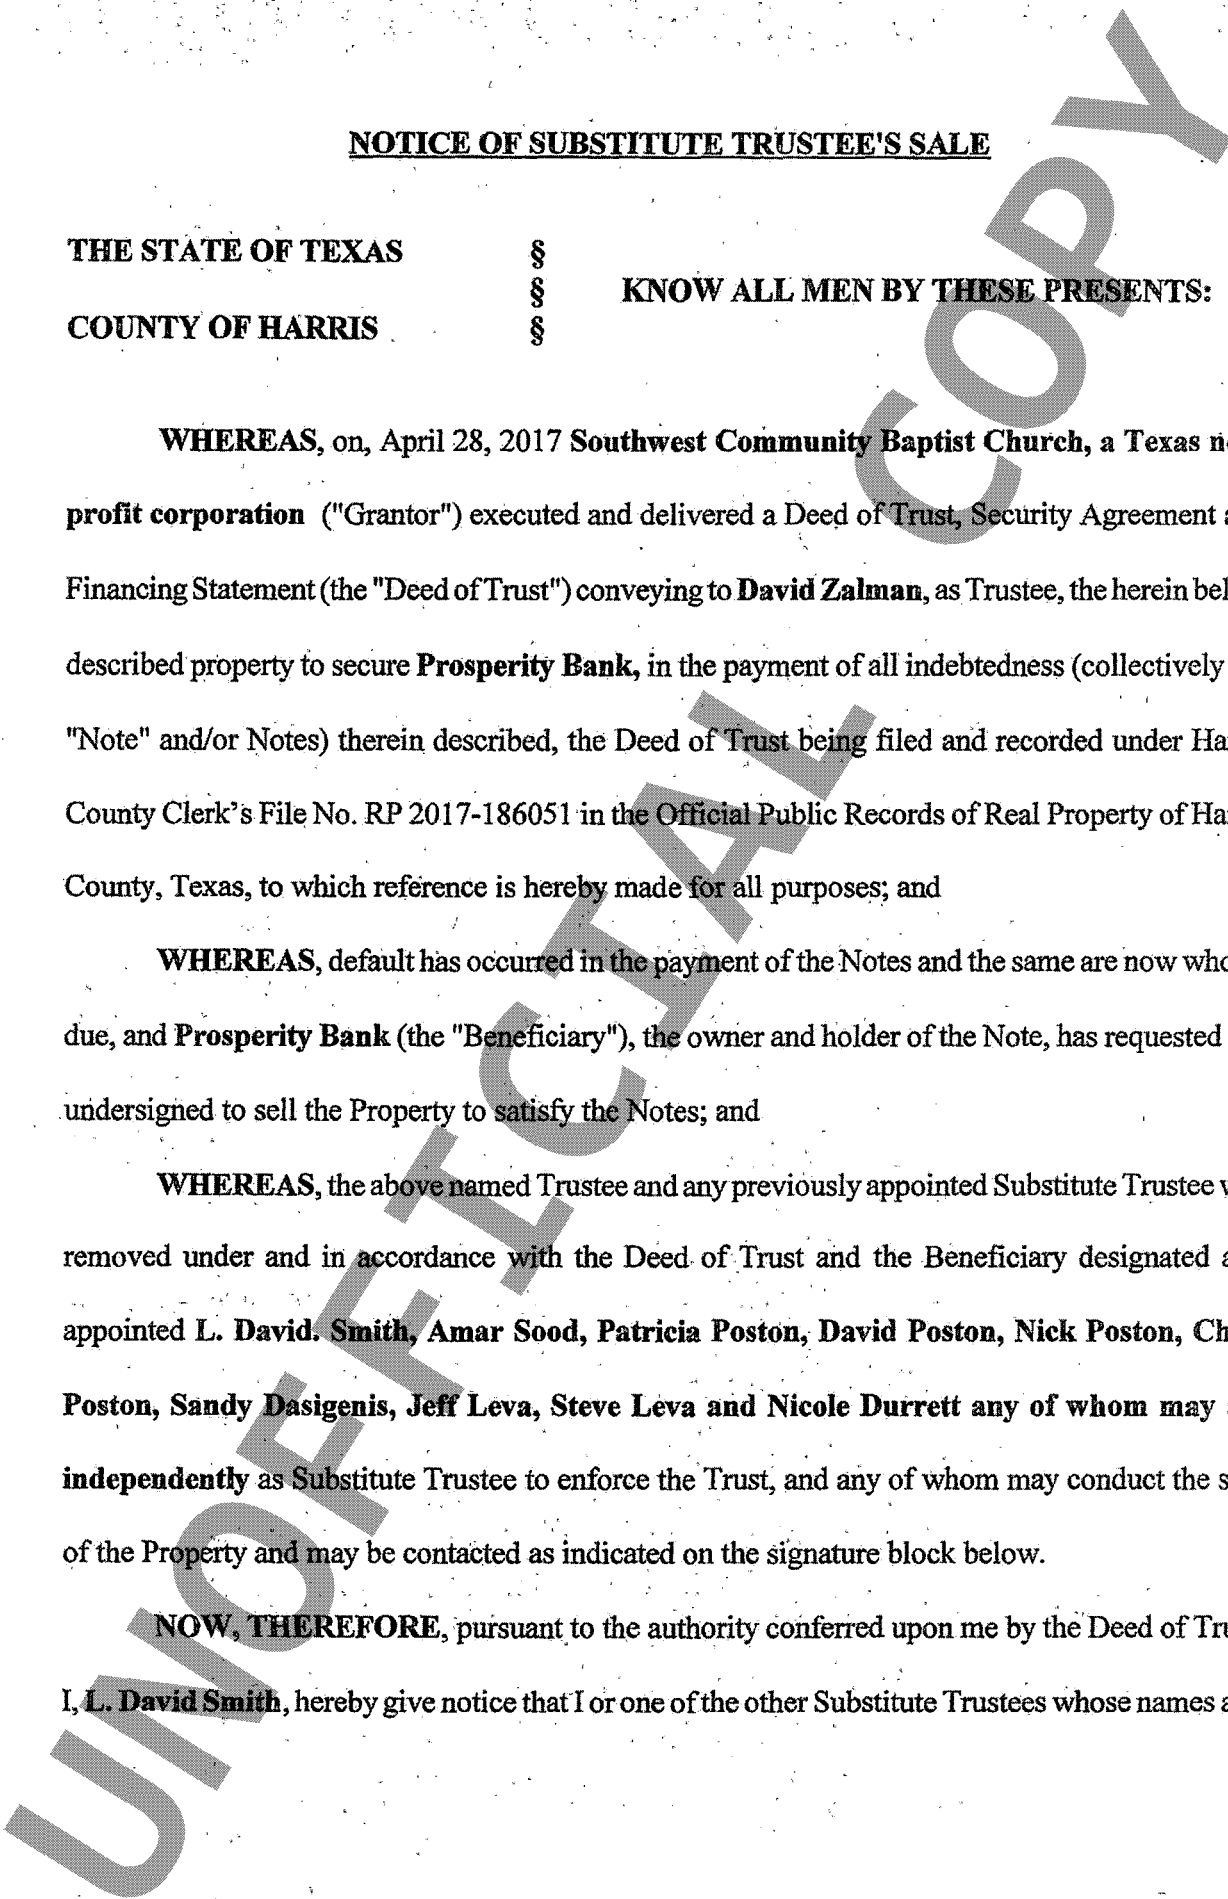 NOTICE OF SUBSTITUTE TRUSTEE'S SALE
THE STATE OF TEXAS §
§ KNOW ALL MEN BY THESE PRESENTS:
COUNTY OF HARRIS §
WHEREAS, on, April 28, 2017 Southwest Community Baptist Church, a Texas
profit corporation ("Grantor") executed and delivered a Deed of Trust, Security Agreement
Financing Statement (the "Deed of Trust") conveying to David Zalman, as Trustee, the herein
described property to secure Prosperity Bank, in the payment of all indebtedness (collectively
"Note" and/or Notes) therein described, the Deed of Trust being filed and recorded under
County Clerk's File No. RP 2017-186051 in the Official Public Records of Real Property of
County, Texas, to which reference is hereby made for all purposes; and
WHEREAS, default has occurred in the payment of the Notes and the same are now
due, and Prosperity Bank (the "Beneficiary"), the owner and holder of the Note, has requested
undersigned to sell the Property to satisfy the Notes; and
WHEREAS, the above named Trustee and any previously appointed Substitute Trustee
removed under and in accordance with the Deed of Trust and the Beneficiary designated
appointed L. David. Smith, Amar Sood, Patricia Poston, David Poston, Nick Poston,
Poston, Sandy Dasigenis, Jeff Leva, Steve Leva and Nicole Durrett any of whom may
independently as Substitute Trustee to enforce the Trust, and any of whom may conduct the
of the Property and may be contacted as indicated on the signature block below.
NOW, THEREFORE, pursuant to the authority conferred upon me by the Deed of
I, L. David Smith, hereby give notice that I or one of the other Substitute Trustees whose names
UNOFFICIAL COPY